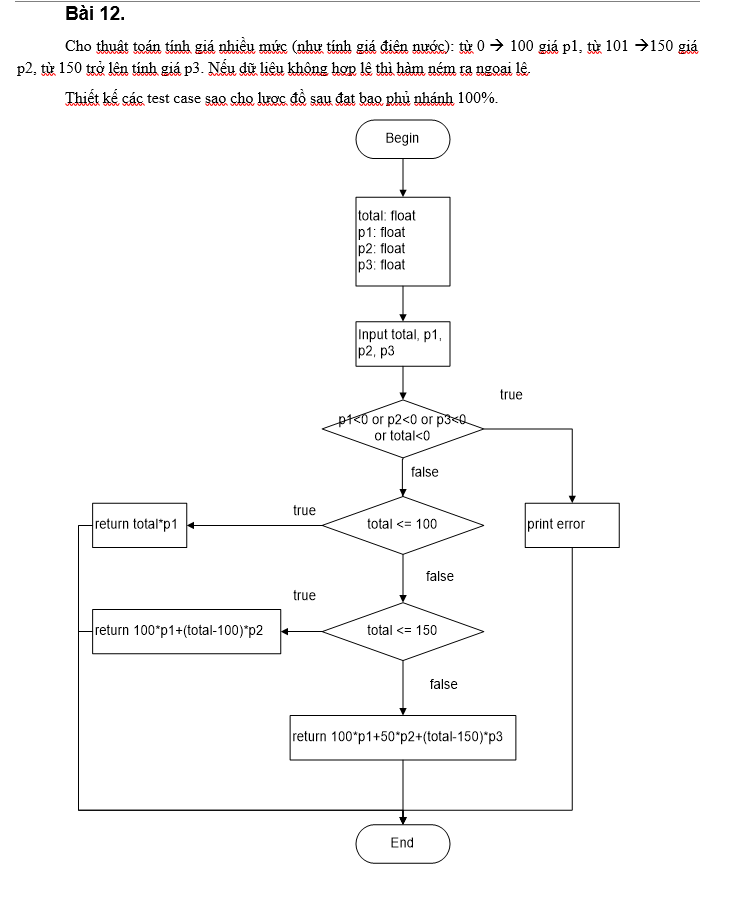 Bài 12.
Cho thuật toán tính giá nhiều mức (như tính giá điện nước): từ 0 → 100 giá p1, từ 101 →150 giá
p2, từ 150 trở lên tính giá p3. Nếu dữ liệu không hợp lệ thì hàm ném ra ngoại lệ.
Thiết kế các test case sao cho lược đồ sau đạt bao phủ nhánh 100%.
Begin
total: float
p1: float
p2: float
p3: float
Input total, p1,
p2, p3
true
p1<0 or p2<0 or p3<0
or total<0
false
true
return total*p1
total <= 100
print error
false
true
return 100*p1+(total-100)*p2
total <= 150
false
return 100*p1+50*p2+(total-150)*p3
End